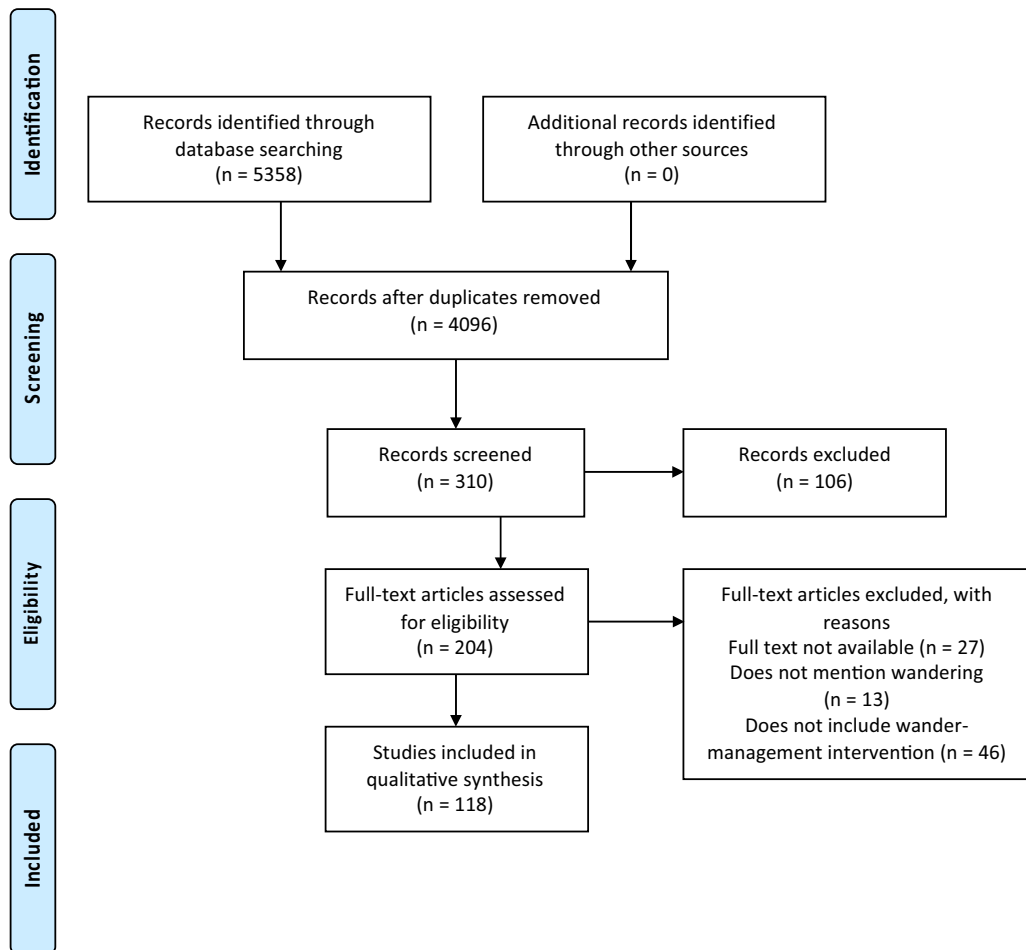 Identification
Records identified through
database searching
(n = 5358)
Additional records identified
through other sources
(n = 0)
Screening
Records after duplicates removed
(n = 4096)
Records screened
(n = 310)
Records excluded
(n = 106)
Eligibility
Full-text articles assessed
for eligibility
(n = 204)
Full-text articles excluded, with
reasons
Full text not available (n = 27)
Does not mention wandering
(n = 13)
Does not include wander-
management intervention (n = 46)
Included
Studies included in
qualitative synthesis
(n = 118)